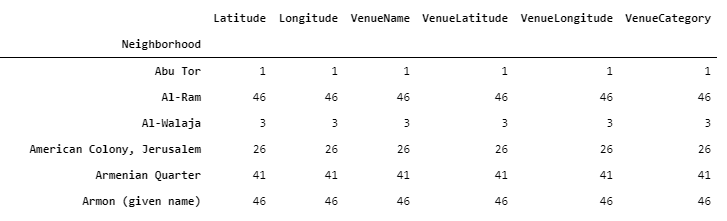 Latitude Longitude VenueName VenueLatitude VenueLongitude VenueCategory
Neighborhood
Abu Tor 1 1 1 1 1 1
Al-Ram 46 46 46 46 46 46
Al-Walaja 3 3 3 3 3 3
American Colony, Jerusalem 26 26 26 26 26 26
Armenian Quarter 41 41 41 41 41 41
Armon (given name) 46 46 46 46 46 46